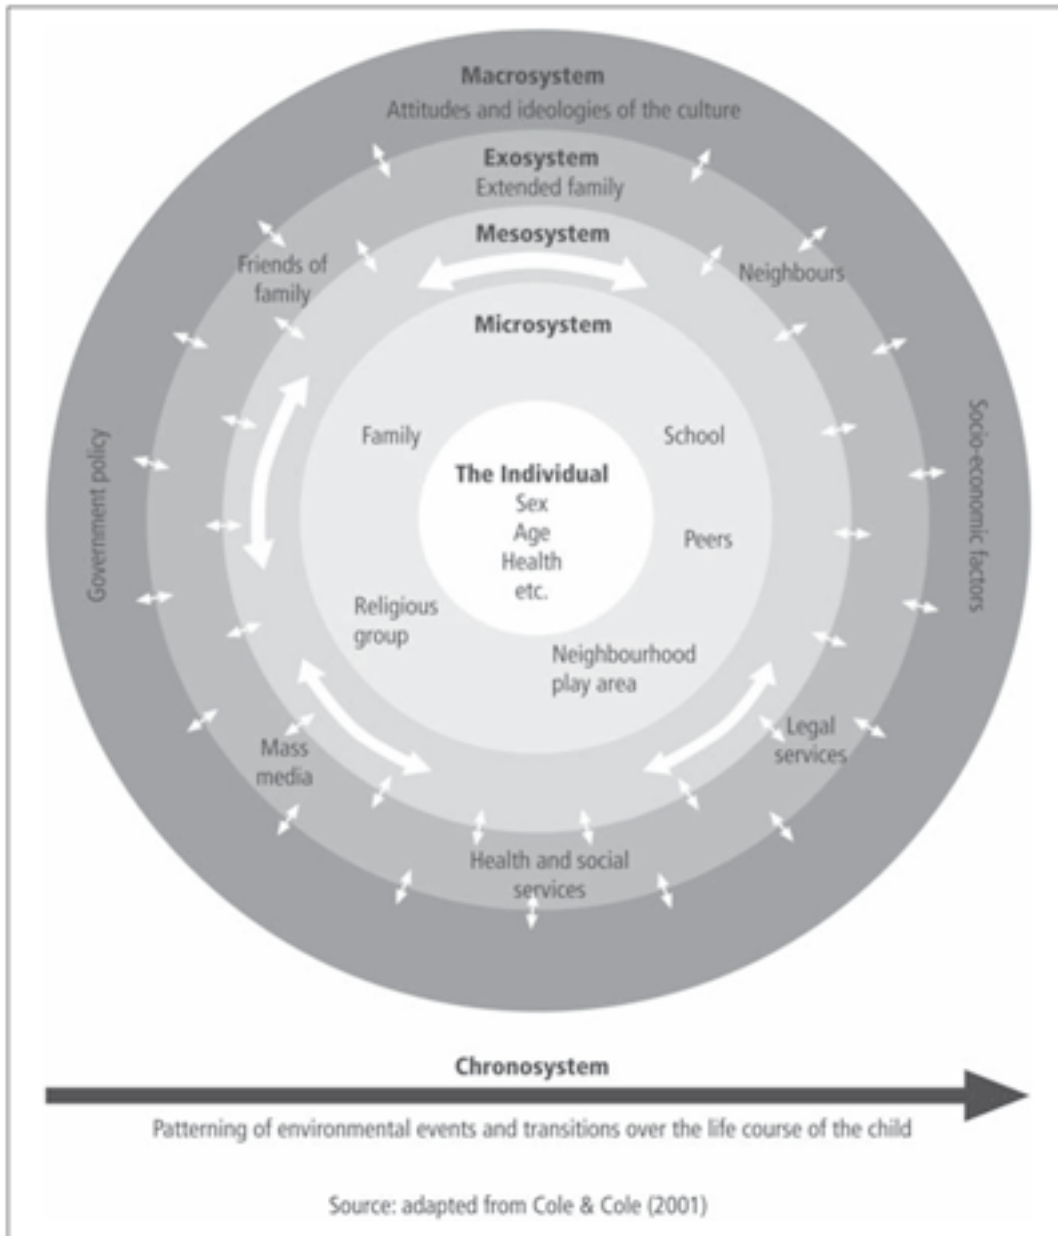 Macrosystem
Attitudes and ideologies of the culture
Exosystem
Extended family
Mesosystem
Friends of
family
Neighbours
Microsystem
Family
School
The Individual
Sex
Age
Health
etc.
Peers
Religious
group
Neighbourhood
play area
Government policy
Socio-economic factors
Mass
media
Legal
services
Health and social
services
Chronosystem
Patterning of environmental events and transitions over the life course of the child
Source: adapted from Cole & Cole (2001)